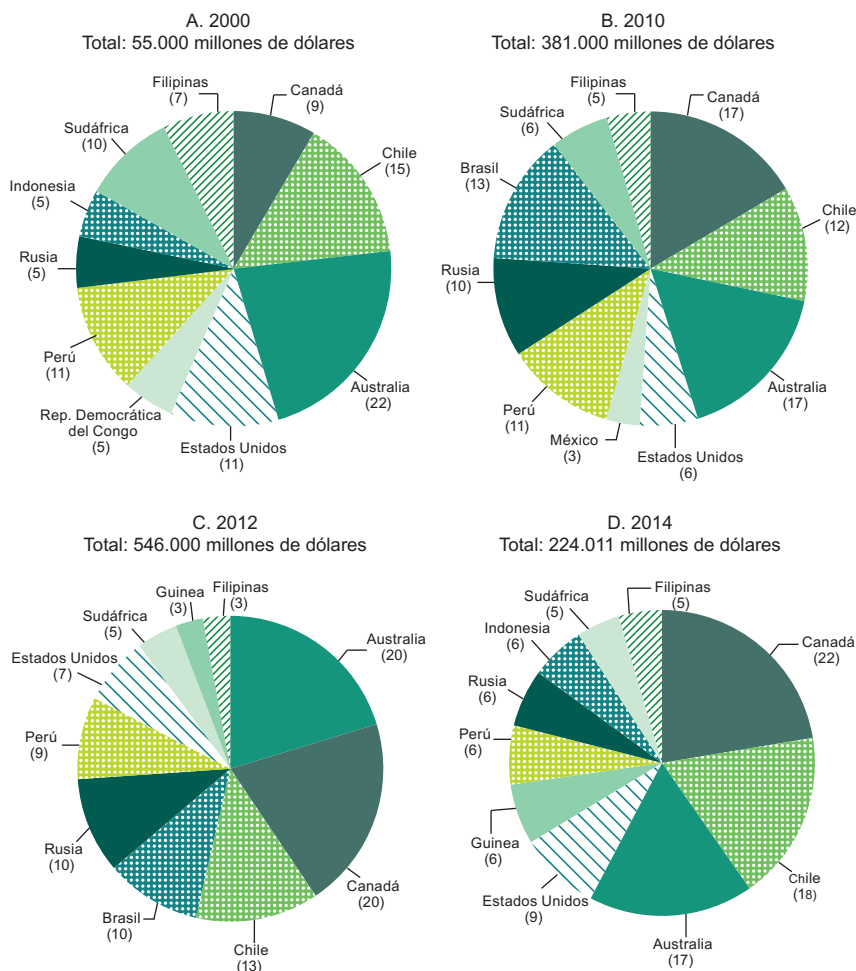 A. 2000
Total: 55.000 millones de dólares
Filipinas
(7)
Canadá
(9)
Sudáfrica
(10)
Chile
(15)
Indonesia
(5)
Rusia
(5)
Perú
(11)
Australia
(22)
Rep. Democrática
del Congo
(5)
Estados Unidos
(11)
B. 2010
Total: 381.000 millones de dólares
Filipinas
(5)
Canadá
(17)
Sudáfrica
(6)
Brasil
(13)
Chile
(12)
Rusia
(10)
Australia
(17)
Perú
(11)
México
(3)
Estados Unidos
(6)
C. 2012
Total: 546.000 millones de dólares
Guinea
(3)
Filipinas
(3)
Sudáfrica
(5)
Australia
(20)
Estados Unidos
(7)
Perú
(9)
Rusia
(10)
Canadá
(20)
Brasil
(10)
Chile
(13)
D. 2014
Total: 224.011 millones de dólares
Filipinas
(5)
Sudáfrica
(5)
Canadá
(22)
Indonesia
(6)
Rusia
(6)
Perú
(6)
Guinea
(6)
Chile
(18)
Estados Unidos
(9)
Australia
(17)